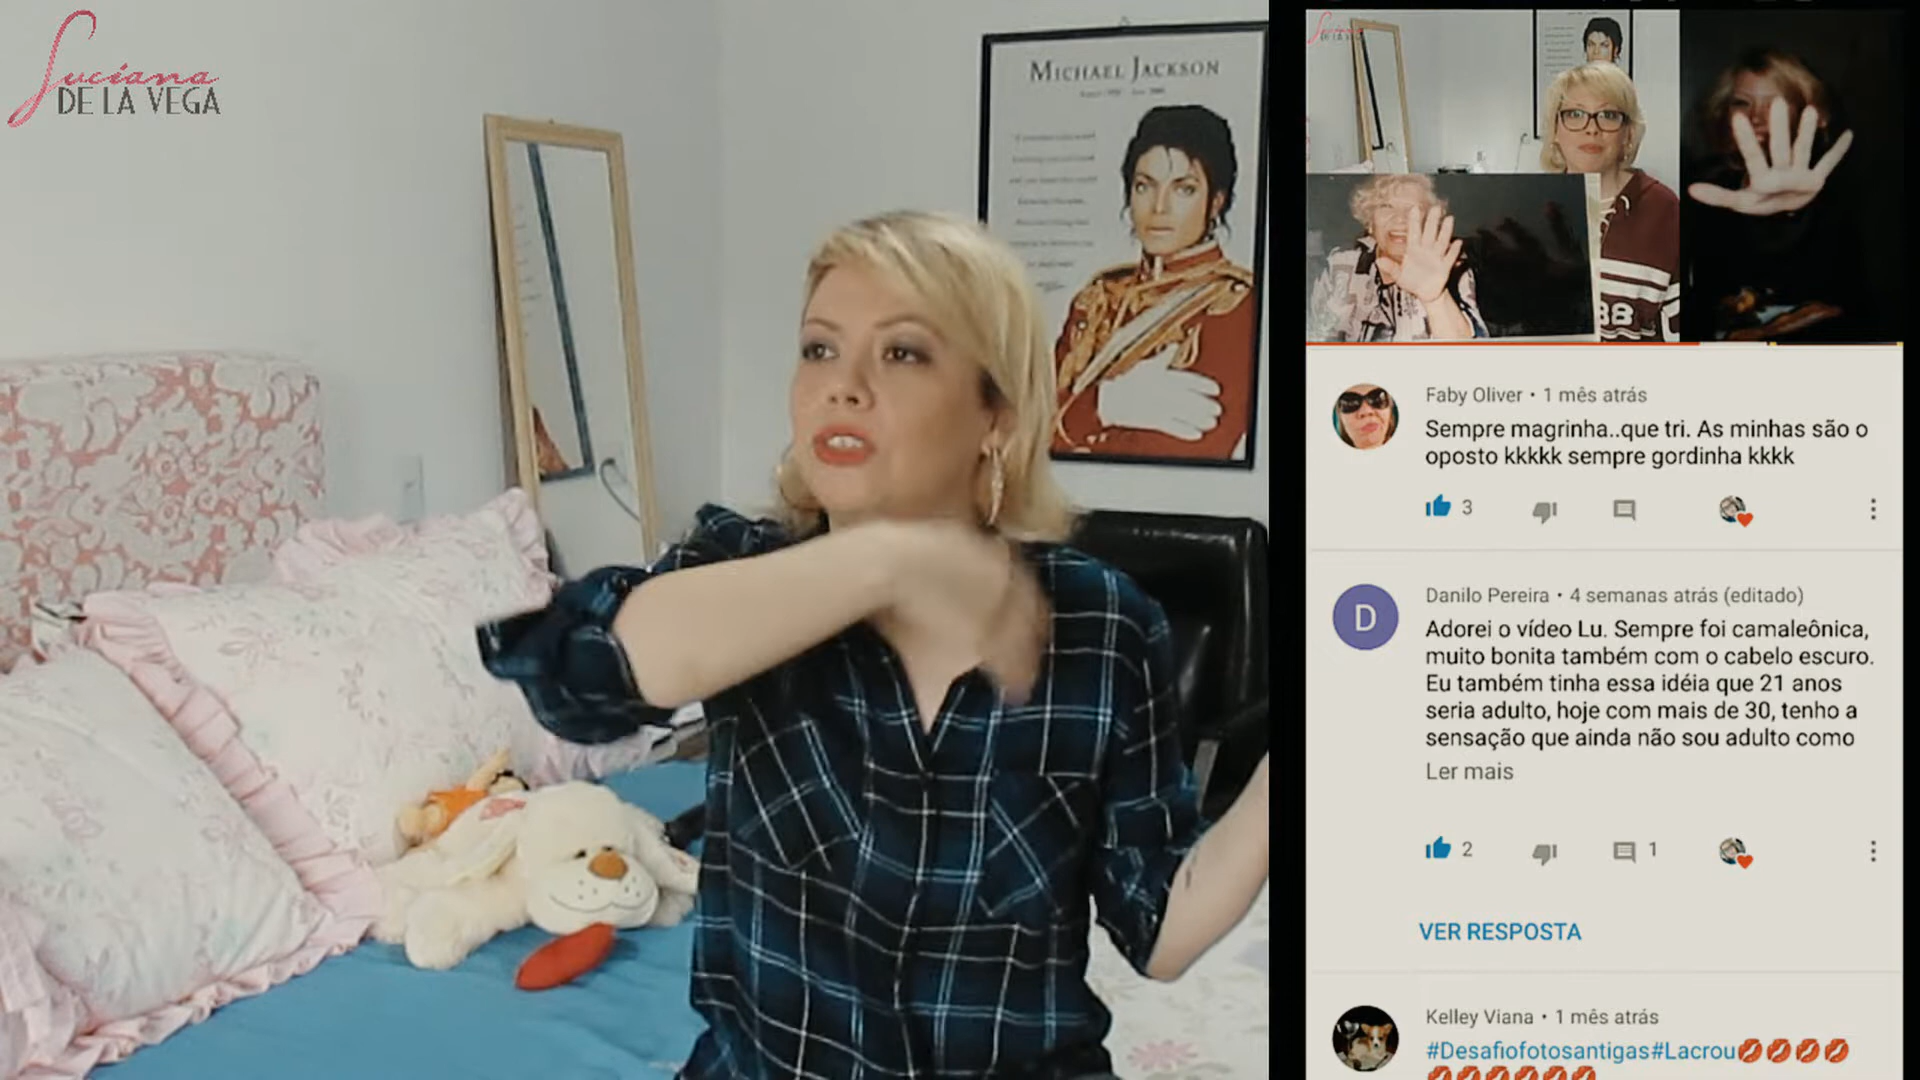 Luciana
DE LA VEGA
MICHAEL JACKSON
88
Faby Oliver • 1 mês atrás
Sempre magrinha..que tri. As minhas são o
oposto kkkkk sempre gordinha kkkk
3
D
Danilo Pereira • 4 semanas atrás (editado)
Adorei o vídeo Lu. Sempre foi camaleônica,
muito bonita também com o cabelo escuro.
Eu também tinha essa idéia que 21 anos
seria adulto, hoje com mais de 30, tenho a
sensação que ainda não sou adulto como
Ler mais
2
1
VER RESPOSTA
Kelley Viana • 1 mês atrás
#Desafiofotosantigas#Lacrou💋💋💋💋
💋💋💋💋💋💋